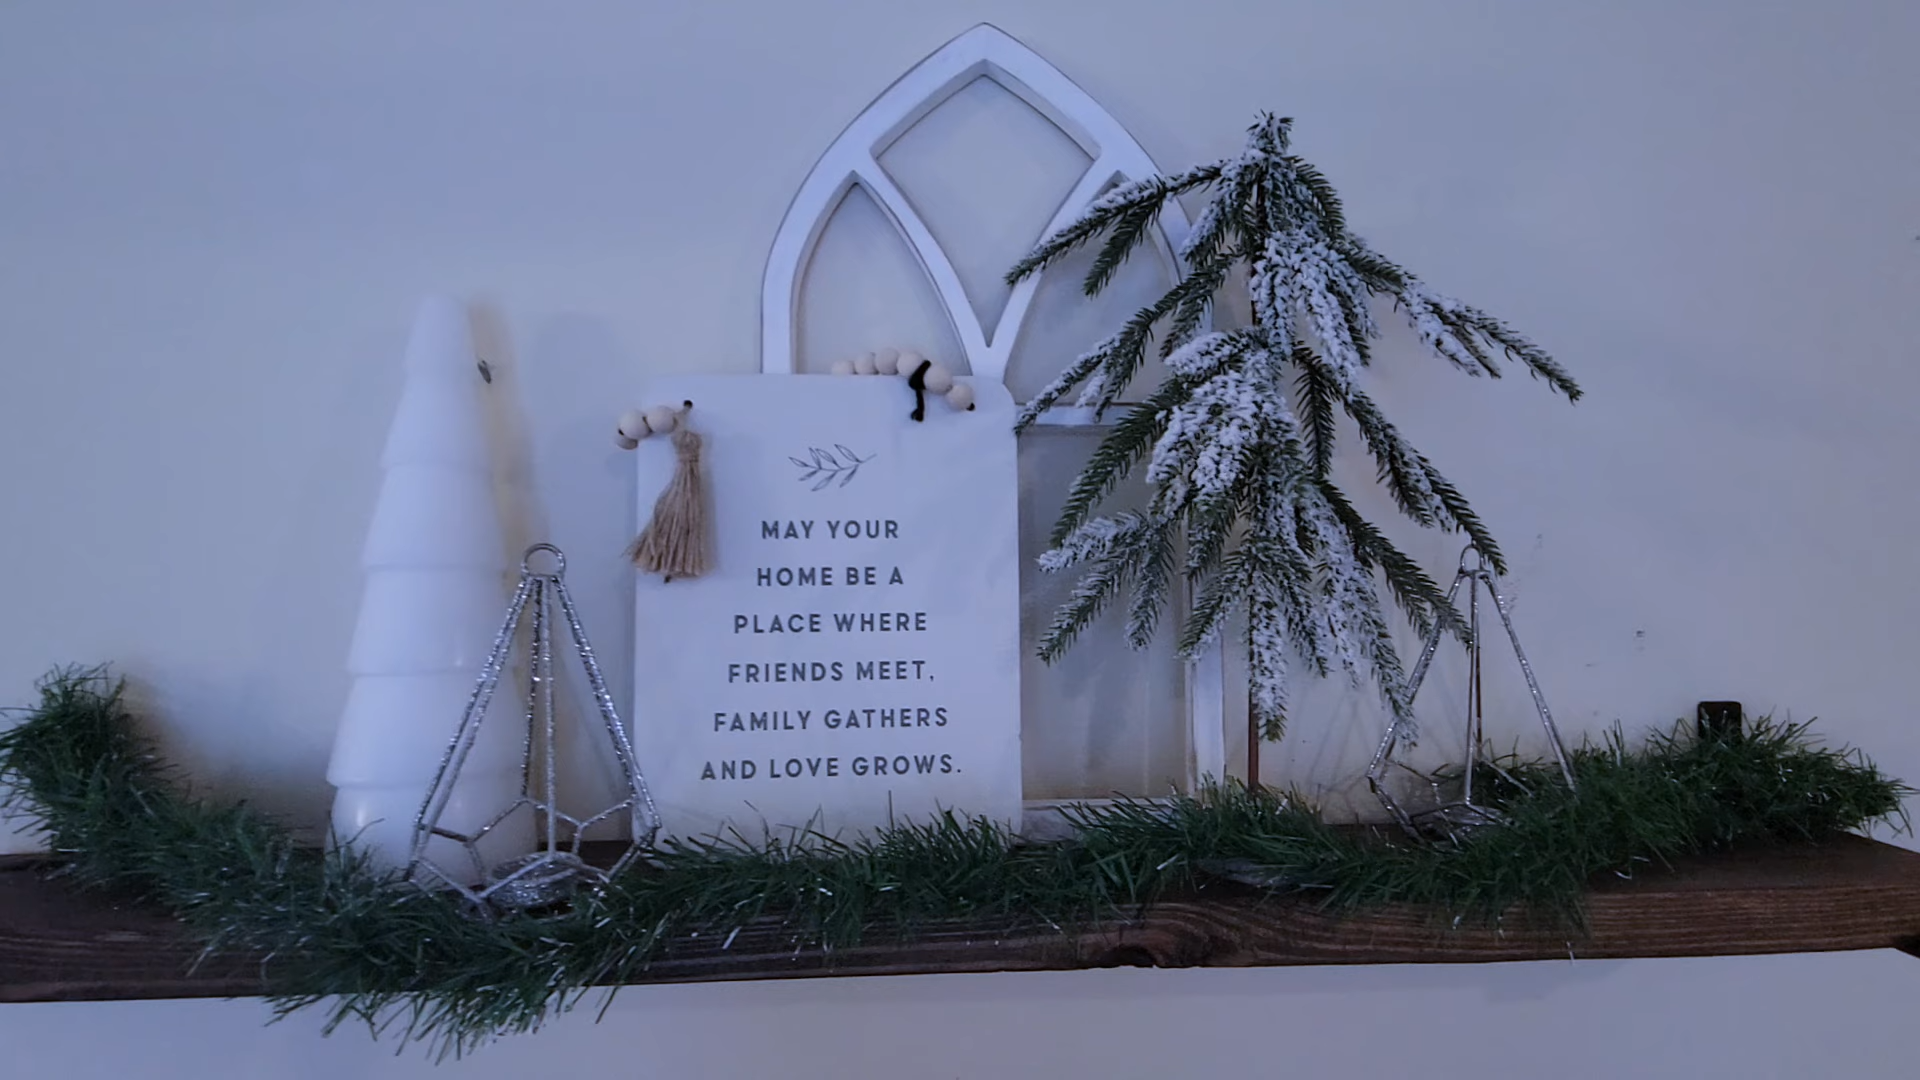 MAY YOUR
HOME BE A
PLACE WHERE
FRIENDS MEET,
FAMILY GATHERS
AND LOVE GROWS.